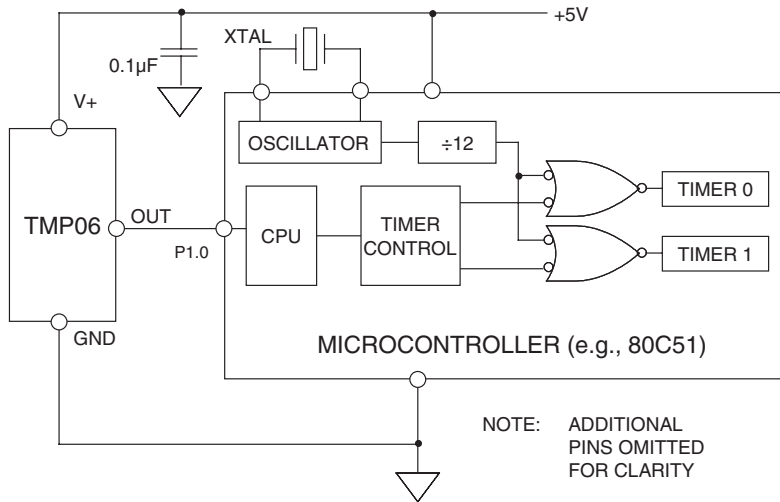 +5V
XTAL
0.1µF
V+
OSCILLATOR
÷12
TMP06
OUT
P1.0
CPU
TIMER
CONTROL
TIMER 0
TIMER 1
GND
MICROCONTROLLER (e.g., 80C51)
NOTE: ADDITIONAL
PINS OMITTED
FOR CLARITY